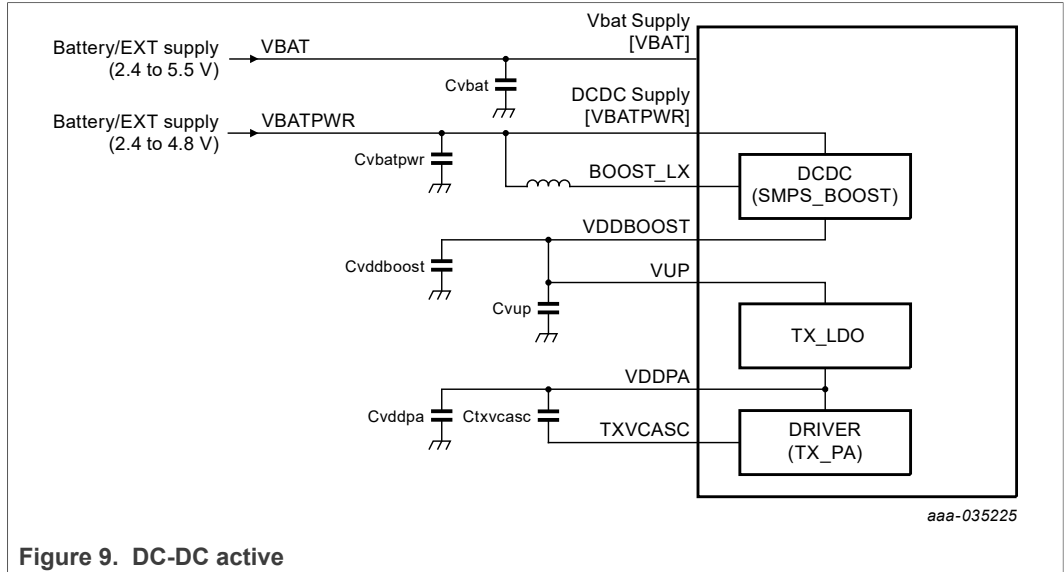 Vbat Supply
[VBAT]
Battery/EXT supply
(2.4 to 5.5 V)
VBAT
Cvbat
DCDC Supply
[VBATPWR]
Battery/EXT supply
(2.4 to 4.8 V)
VBATPWR
Cvbatpwr
BOOST_LX
DCDC
(SMPS_BOOST)
VDDBOOST
Cvddboost
VUP
Cvup
TX_LDO
VDDPA
Cvddpa
Ctxvcasc
TXVCASC
DRIVER
(TX_PA)
aaa-035225
Figure 9. DC-DC active